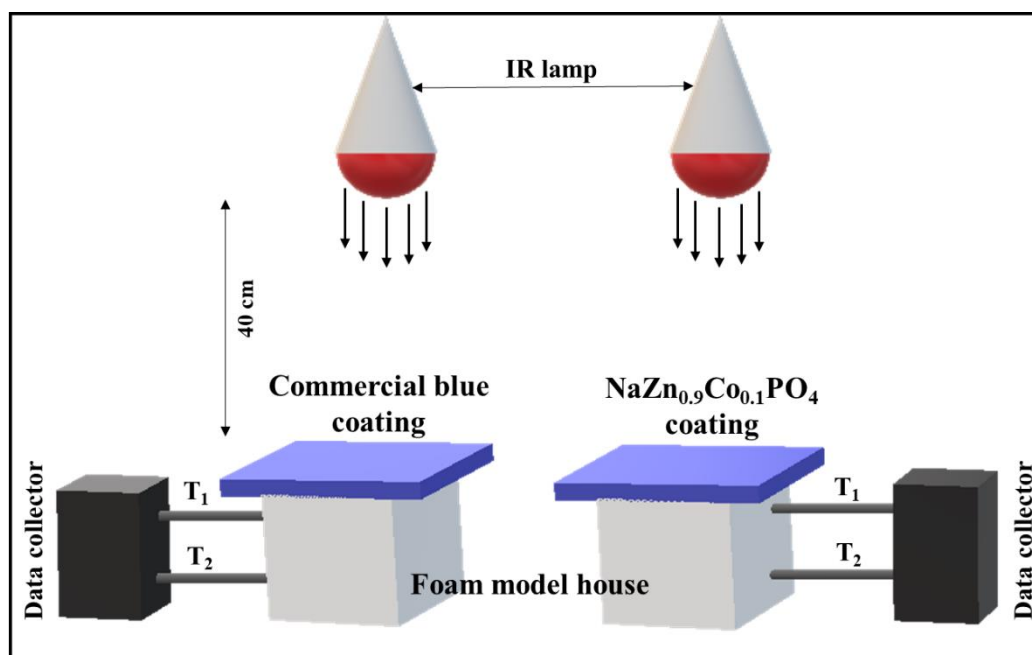 IR lamp
40 cm
Commercial blue
coating
NaZn₀.₉Co₀.₁PO₄
coating
Data collector
T₁
T₂
Foam model house
T₁
T₂
Data collector